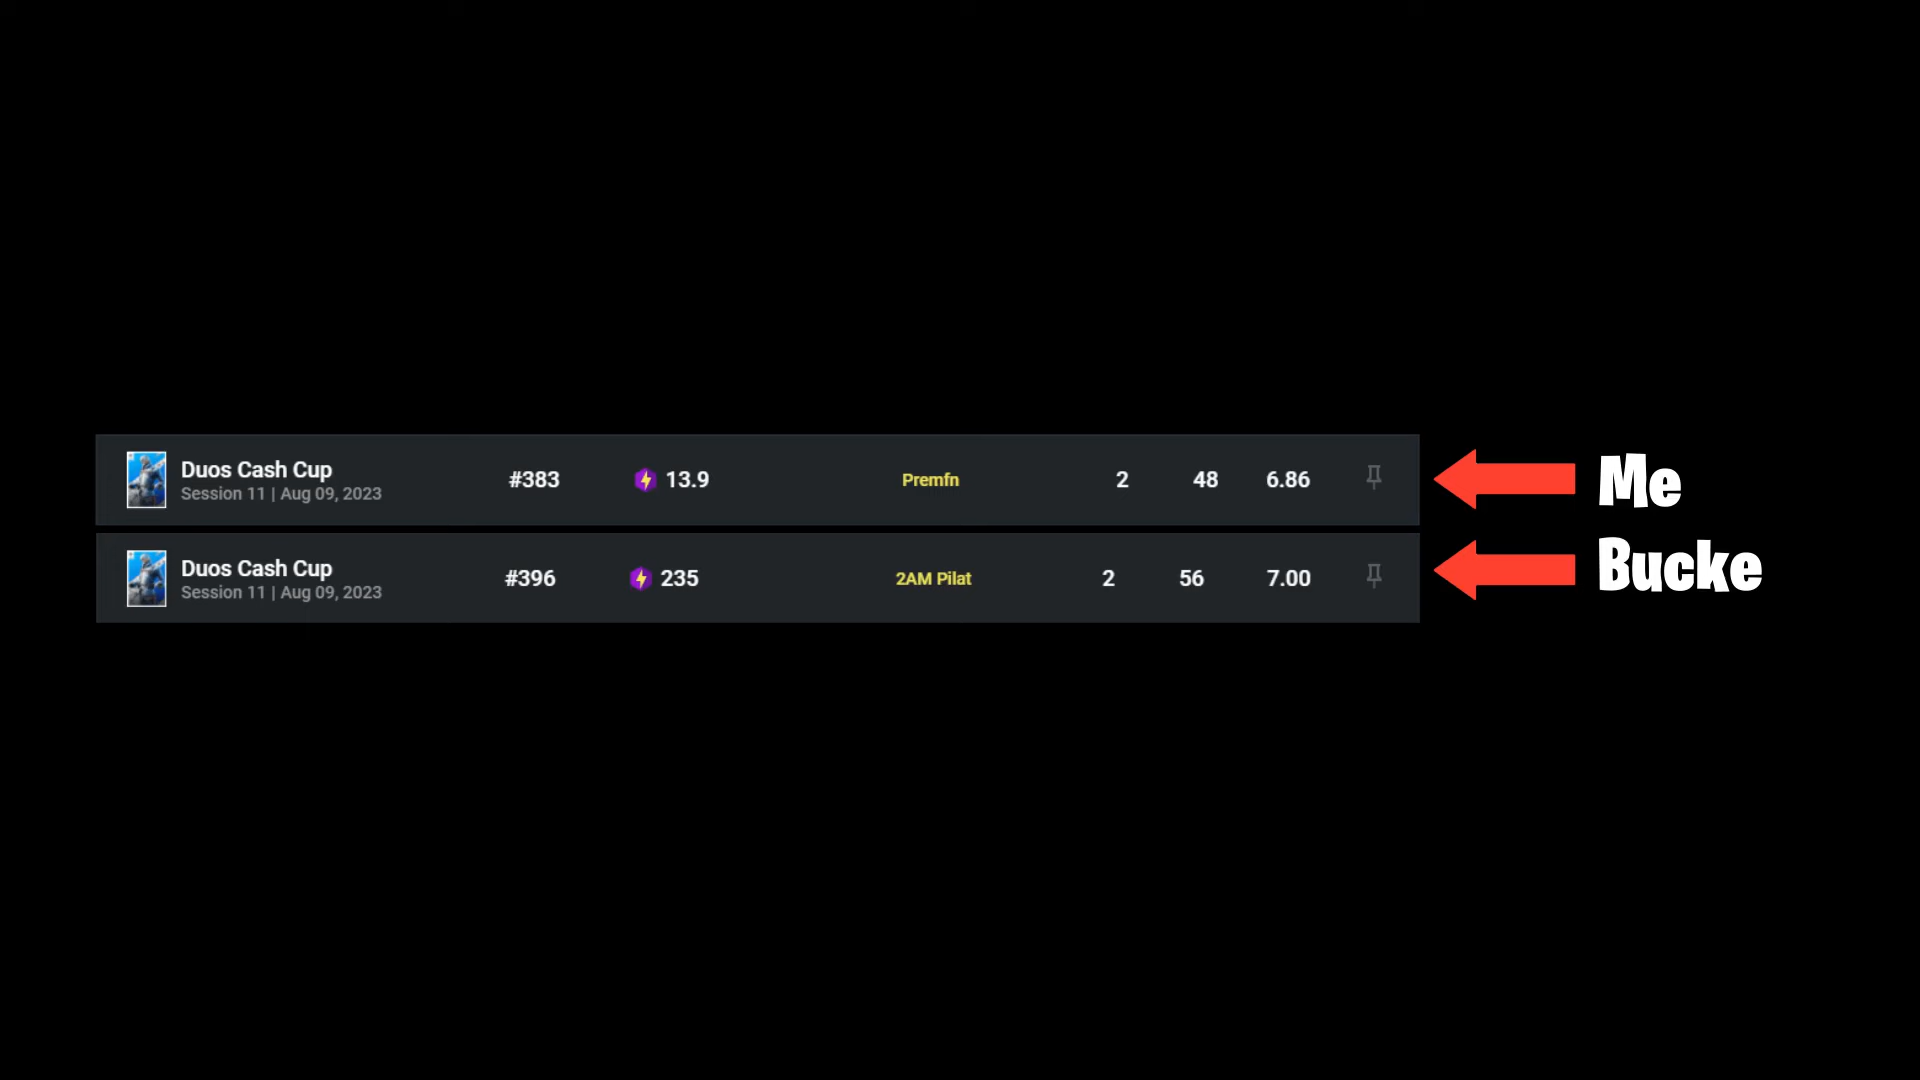 Duos Cash Cup
Session 11 | Aug 09, 2023
#383 13.9 Premfn 2 48 6.86
Me
Duos Cash Cup
Session 11 | Aug 09, 2023
#396 235 2AM Pilat 2 56 7.00
Bucke